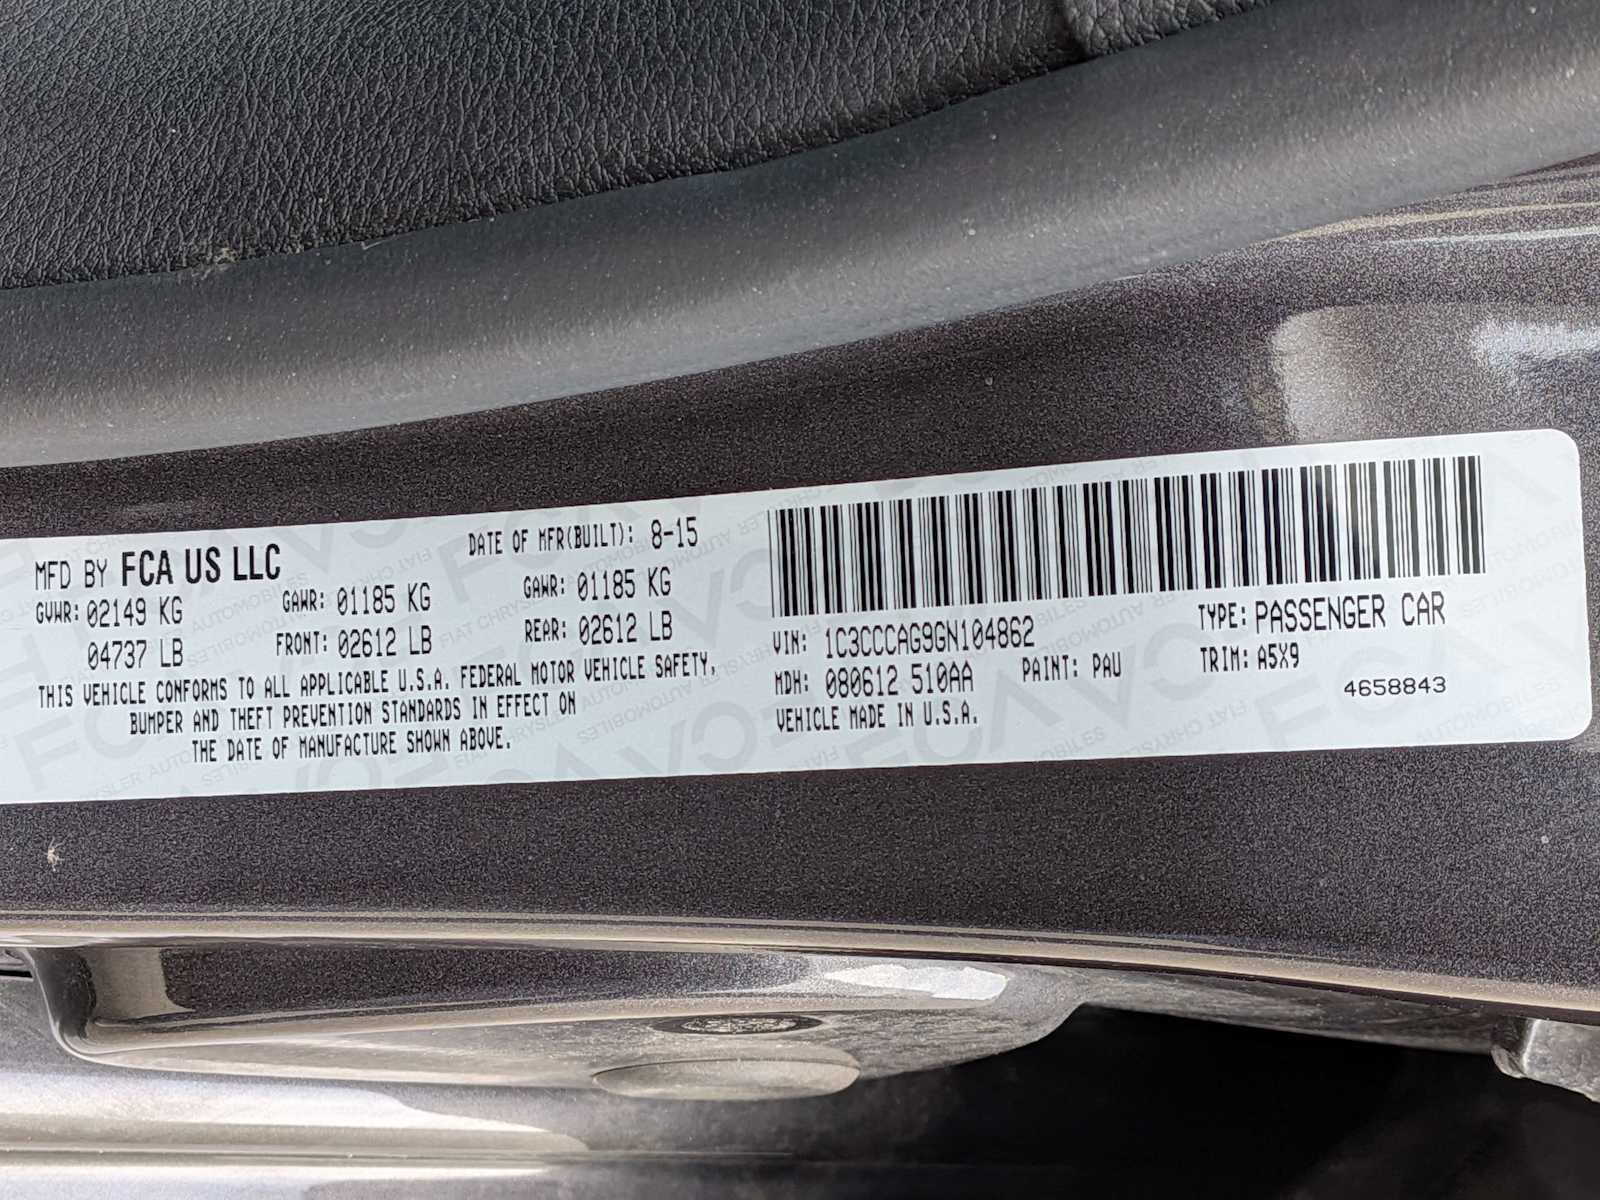 MFD BY FCA US LLC DATE OF MFR(BUILT): 8-15
GVWR: 02149 KG GAWR: 01185 KG GAWR: 01185 KG
04737 LB FRONT: 02612 LB REAR: 02612 LB
THIS VEHICLE CONFORMS TO ALL APPLICABLE U.S.A. FEDERAL MOTOR VEHICLE SAFETY,
BUMPER AND THEFT PREVENTION STANDARDS IN EFFECT ON
THE DATE OF MANUFACTURE SHOWN ABOVE.
VIN: 1C3CCCAG9GN104862 TYPE: PASSENGER CAR
MDH: 080612 510AA PAINT: PAU TRIM: A5X9
4658843
VEHICLE MADE IN U.S.A.